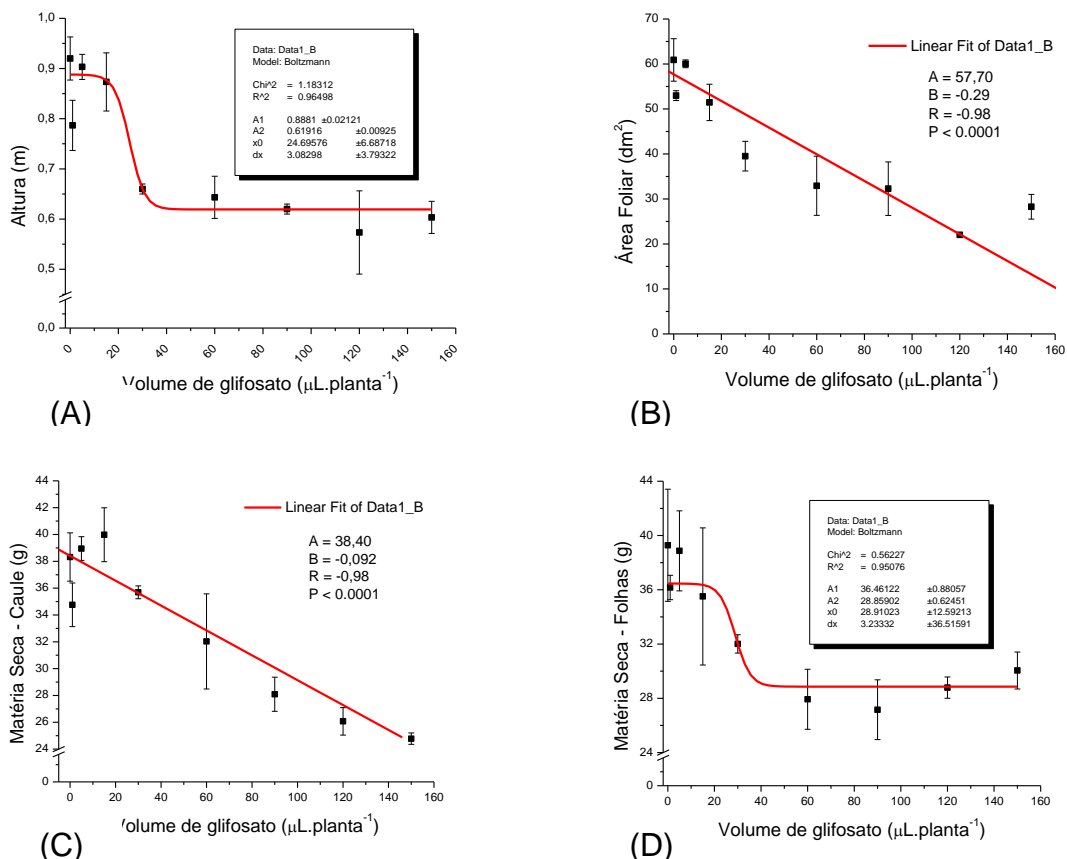 Data: Data1_B
Model: Boltzmann
Chi^2 = 1.18312
R^2 = 0.96498
A1 0.8881 ±0.02121
A2 0.61916 ±0.00925
x0 24.69576 ±6.68718
dx 3.08298 ±3.79322
1,0
0,9
0,8
0,7
0,6
0,5
0,0
Altura (m)
0 20 40 60 80 100 120 140 160
Volume de glifosato (µL.planta-1)
(A)
Linear Fit of Data1_B
A = 57,70
B = -0.29
R = -0.98
P < 0.0001
70
60
50
40
30
20
10
0
Área Foliar (dm2)
0 20 40 60 80 100 120 140 160
Volume de glifosato (µL.planta-1)
(B)
Linear Fit of Data1_B
A = 38,40
B = -0,092
R = -0,98
P < 0.0001
44
42
40
38
36
34
32
30
28
26
24
0
Matéria Seca - Caule (g)
0 20 40 60 80 100 120 140 160
Volume de glifosato (µL.planta-1)
(C)
Data: Data1_B
Model: Boltzmann
Chi^2 = 0.56227
R^2 = 0.95076
A1 36.46122 ±0.88057
A2 28.85902 ±0.62451
x0 28.91023 ±12.59213
dx 3.23332 ±36.51591
44
40
36
32
28
24
0
Matéria Seca - Folhas (g)
0 20 40 60 80 100 120 140 160
Volume de glifosato (µL.planta-1)
(D)